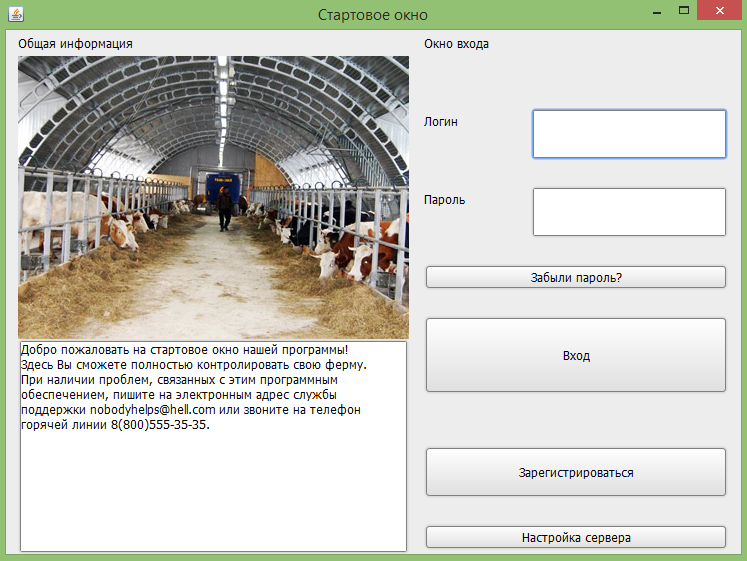 Стартовое окно
Общая информация
Добро пожаловать на стартовое окно нашей программы!
Здесь Вы сможете полностью контролировать свою ферму.
При наличии проблем, связанных с этим программным
обеспечением, пишите на электронным адрес службы
поддержки nobodyhelps@hell.com или звоните на телефон
горячей линии 8(800)555-35-35.
Окно входа
Логин
Пароль
Забыли пароль?
Вход
Зарегистрироваться
Настройка сервера